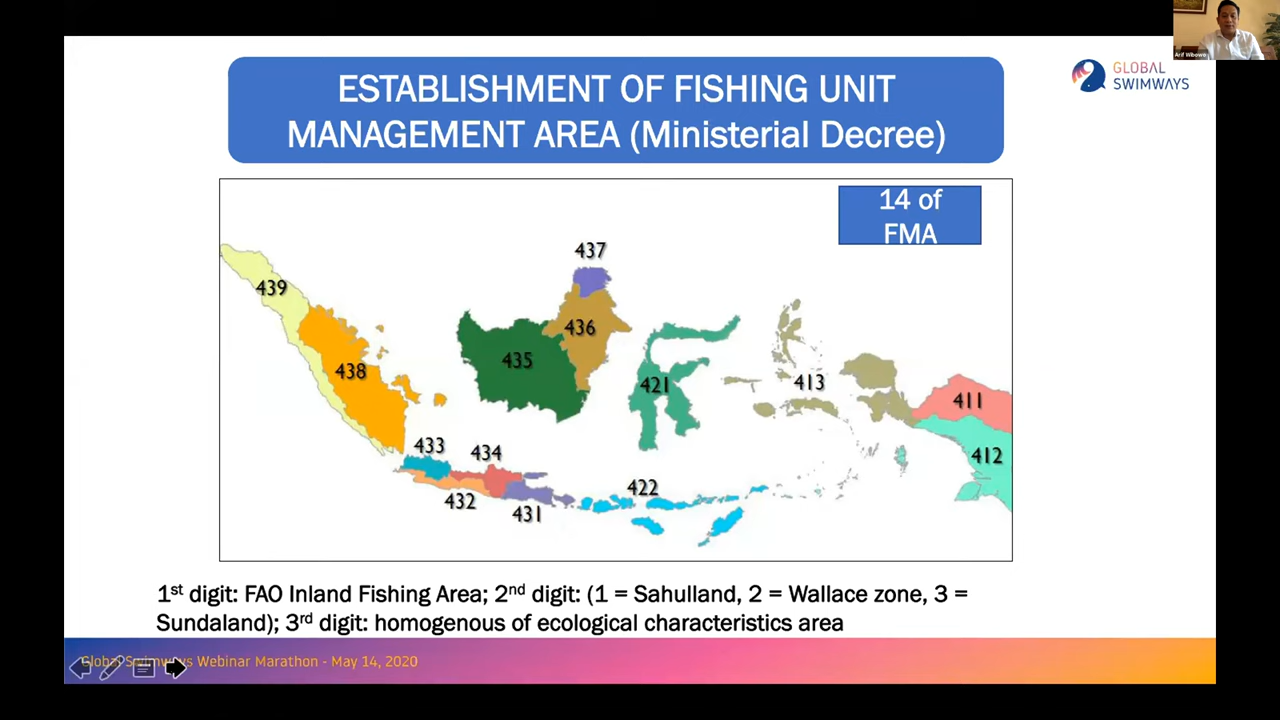 Arif Wibowo
GLOBAL
SWIMWAYS
ESTABLISHMENT OF FISHING UNIT
MANAGEMENT AREA (Ministerial Decree)
14 of
FMA
437
439
436
435
438
421
413
411
433
434
412
422
432
431
1st digit: FAO Inland Fishing Area; 2nd digit: (1 = Sahulland, 2 = Wallace zone, 3 =
Sundaland); 3rd digit: homogenous of ecological characteristics area
Global Swimways Webinar Marathon - May 14, 2020